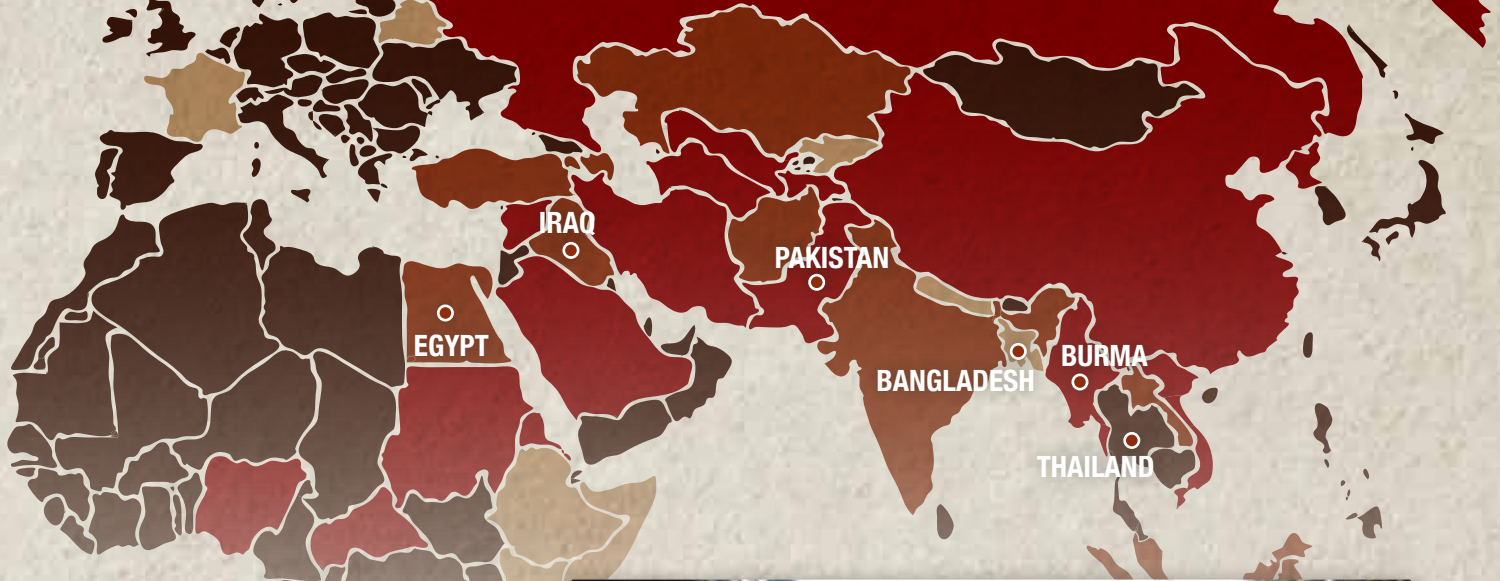 IRAQ
PAKISTAN
EGYPT
BURMA
BANGLADESH
THAILAND